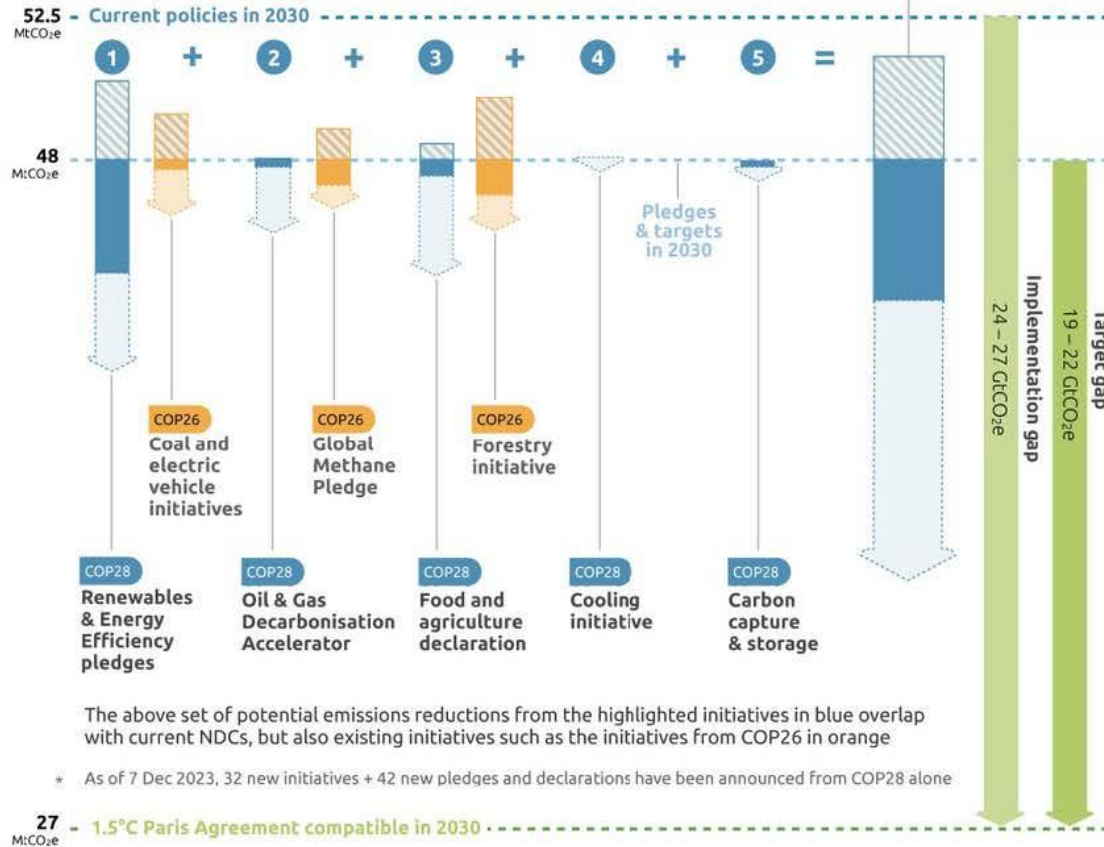 52.5
MtCO₂e
Current policies in 2030
1 + 2 + 3 + 4 + 5 =
48
MtCO₂e
Pledges
& targets
in 2030
COP26
Coal and
electric
vehicle
initiatives
COP26
Global
Methane
Pledge
COP26
Forestry
initiative
COP28
Renewables
& Energy
Efficiency
pledges
COP28
Oil & Gas
Decarbonisation
Accelerator
COP28
Food and
agriculture
declaration
COP28
Cooling
initiative
COP28
Carbon
capture
& storage
24 – 27 GtCO₂e
Implementation gap
19 – 22 GtCO₂e
Target gap
The above set of potential emissions reductions from the highlighted initiatives in blue overlap
with current NDCs, but also existing initiatives such as the initiatives from COP26 in orange
* As of 7 Dec 2023, 32 new initiatives + 42 new pledges and declarations have been announced from COP28 alone
27
MtCO₂e
1.5°C Paris Agreement compatible in 2030